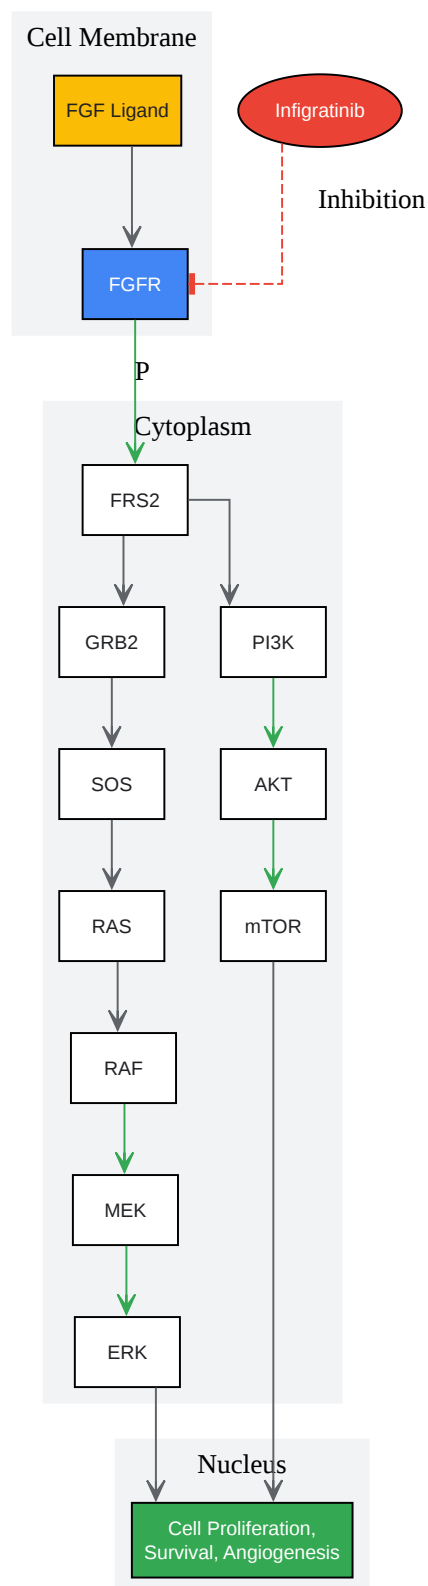 Cell Membrane
FGF Ligand
Infigratinib
Inhibition
FGFR
P
Cytoplasm
FRS2
GRB2
PI3K
SOS
AKT
RAS
mTOR
RAF
MEK
ERK
Nucleus
Cell Proliferation,
Survival, Angiogenesis